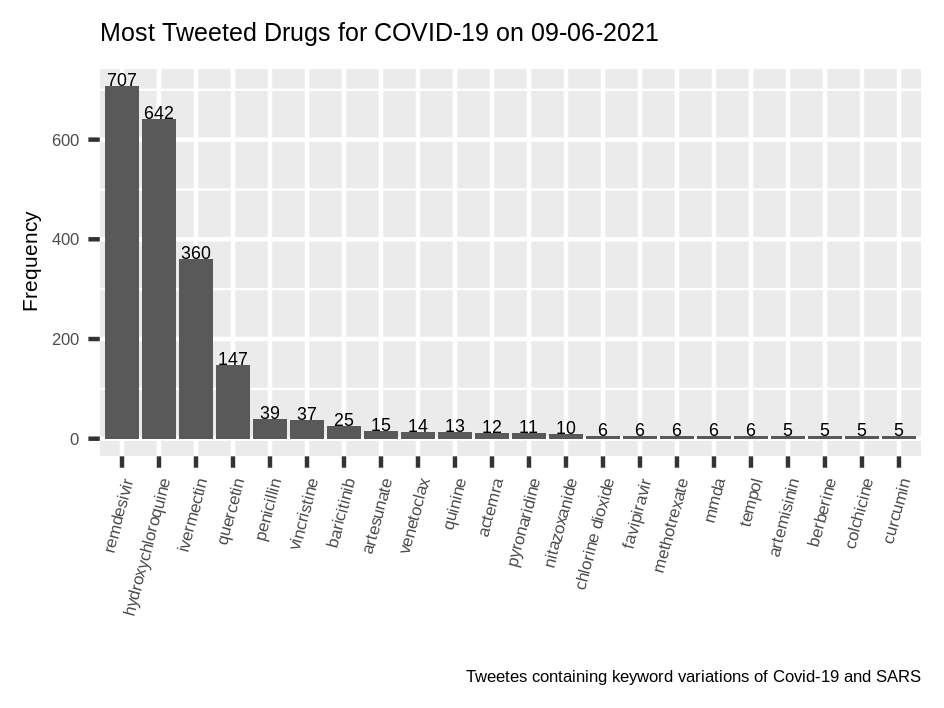 Most Tweeted Drugs for COVID-19 on 09-06-2021
Frequency
600
400
200
0
707
642
360
147
39
37
25
15
14
13
12
11
10
6
6
6
6
6
5
5
5
5
remdesivir
hydroxychloroquine
ivermectin
quercetin
penicillin
vincristine
baricitinib
artesunate
venetoclax
quinine
actemra
pyronaridine
nitazoxanide
chlorine dioxide
favipiravir
methotrexate
mmda
tempol
artemisinin
berberine
colchicine
curcumin
Tweetes containing keyword variations of Covid-19 and SARS